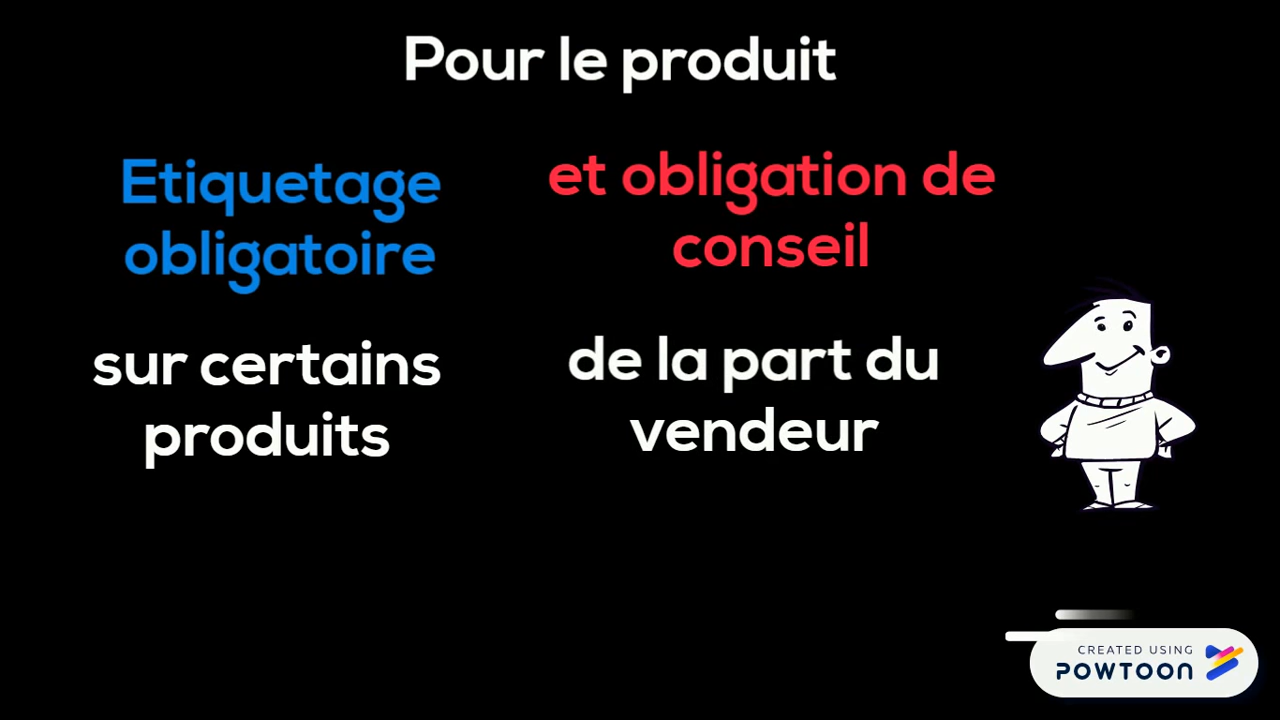 Pour le produit
Etiquetage
obligatoire
sur certains
produits
et obligation de
conseil
de la part du
vendeur
CREATED USING
POWTOON